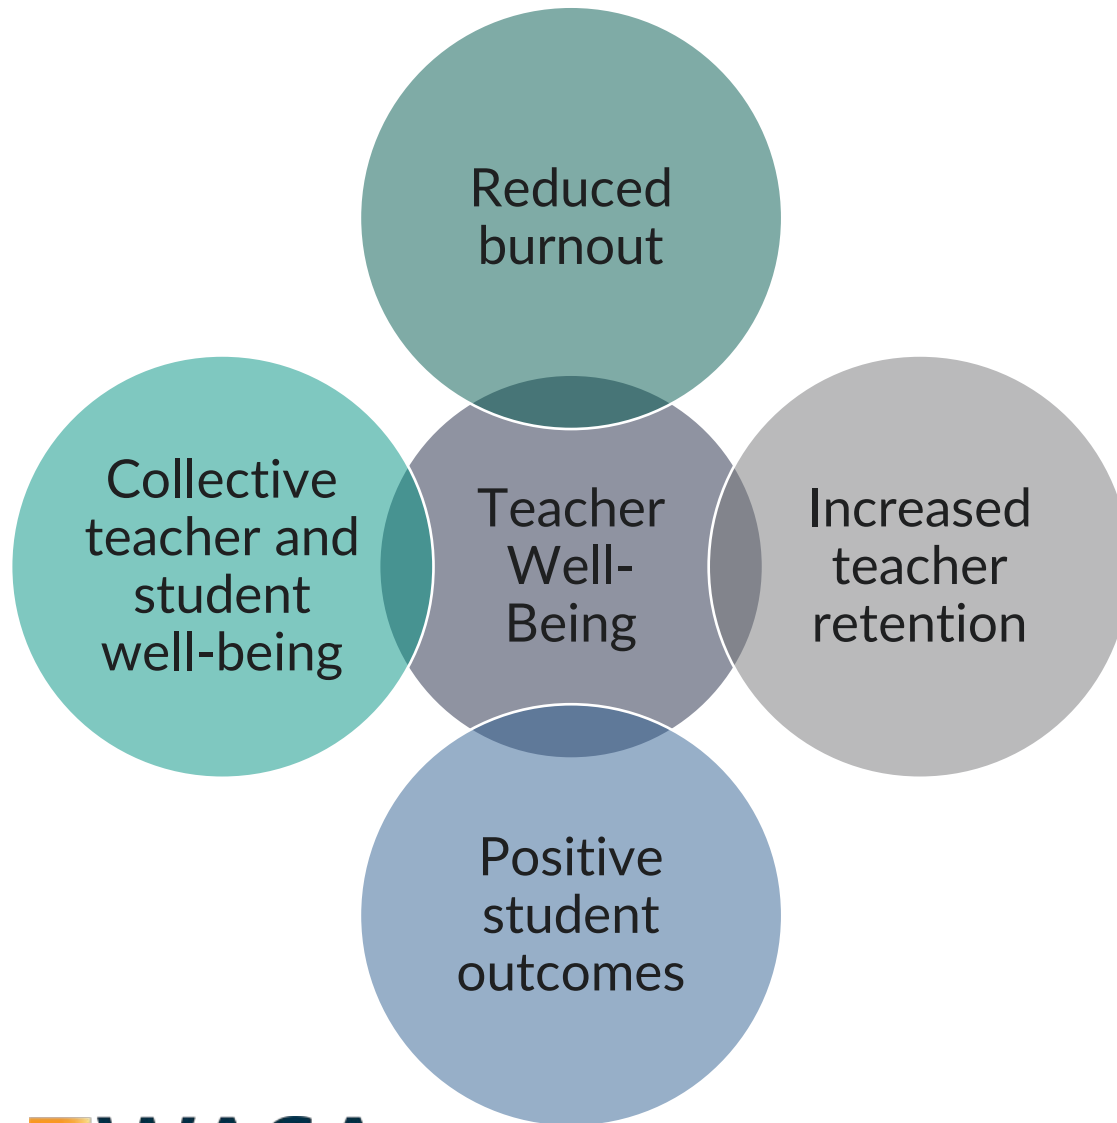 Reduced
burnout
Collective
teacher and
student
well-being
Teacher
Well-
Being
Increased
teacher
retention
Positive
student
outcomes